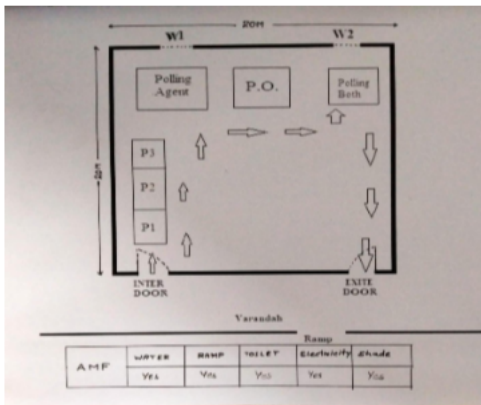 20m
W1
W2
Polling
Agent
P.O.
Polling
Both
P3
P2
P1
INTER
DOOR
EXITE
DOOR
Varandah
Ramp
AMF
WATER RAMP TOILET Electricity Shade
Yes Yes Yes Yes Yes